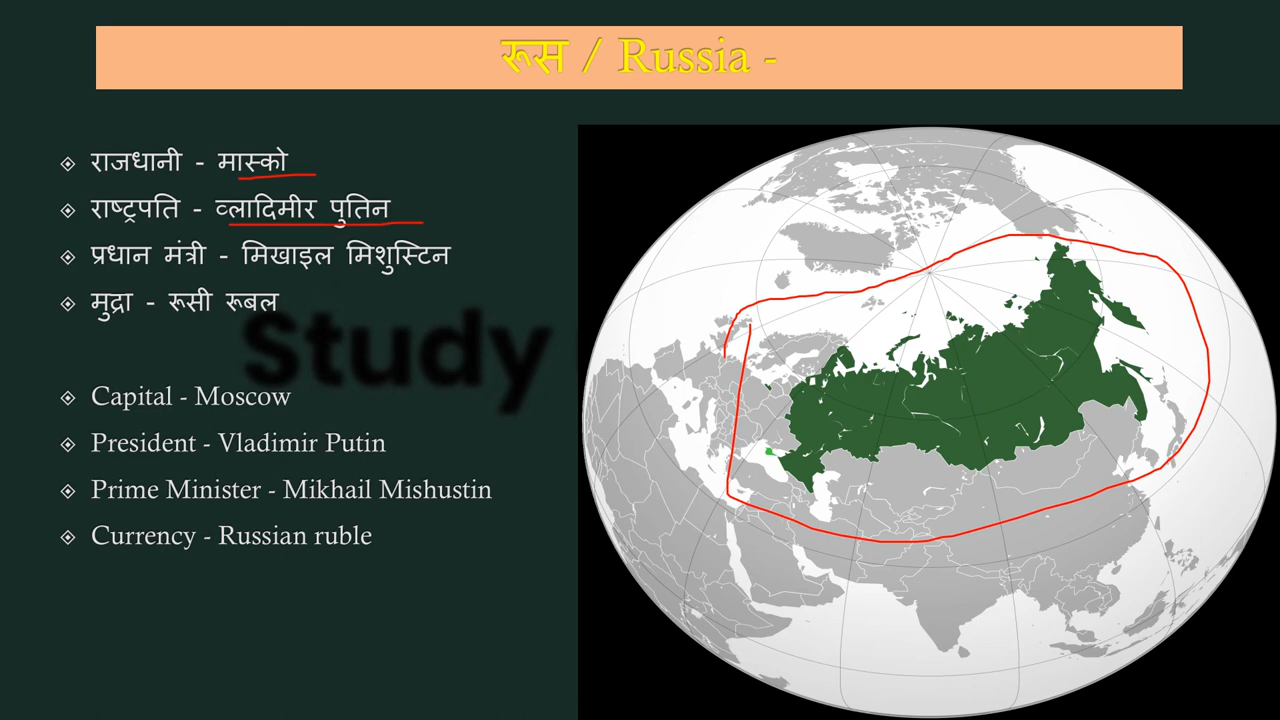 रूस / Russia -
राजधानी - मास्को
राष्ट्रपति - व्लादिमीर पुतिन
प्रधान मंत्री - मिखाइल मिशुस्टिन
मुद्रा - रूसी रूबल
Study
Capital - Moscow
President - Vladimir Putin
Prime Minister - Mikhail Mishustin
Currency - Russian ruble